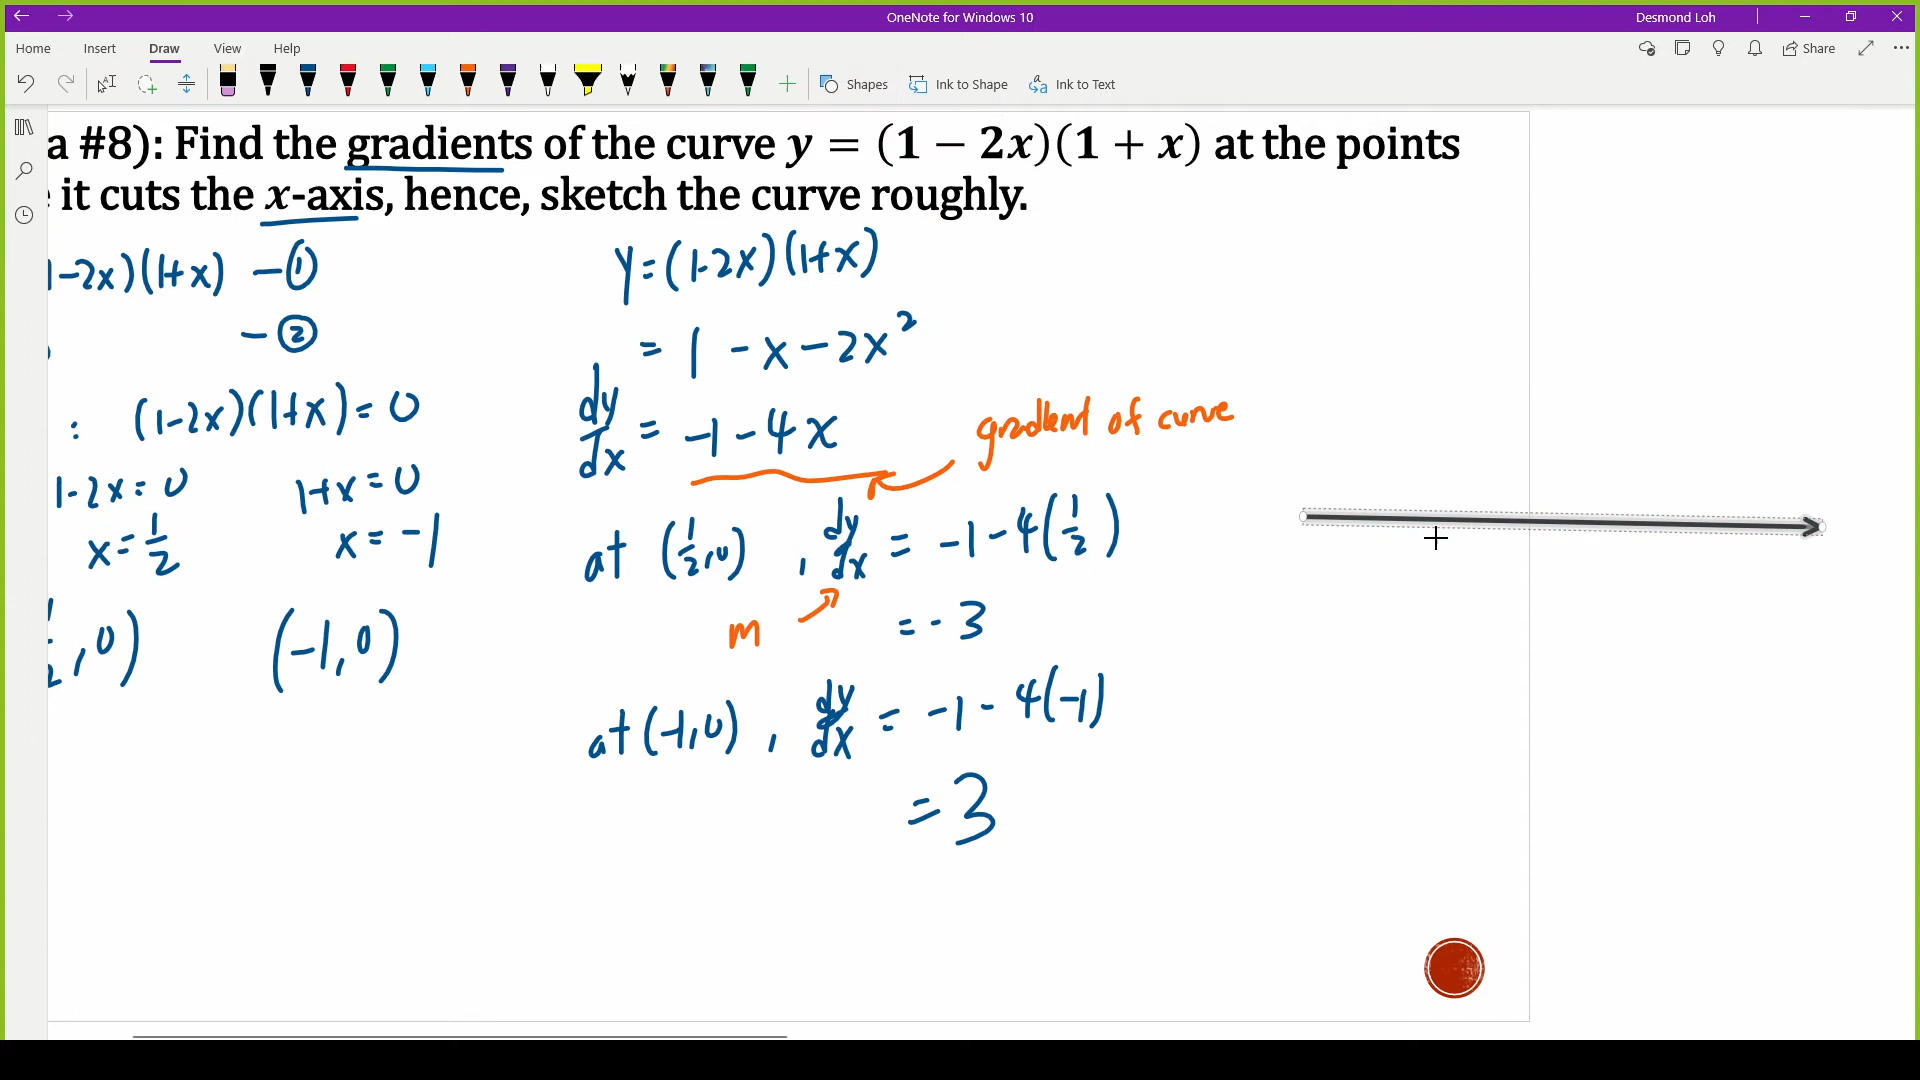 OneNote for Windows 10
Desmond Loh
Home Insert Draw View Help
Share
Shapes Ink to Shape Ink to Text
a #8): Find the gradients of the curve y = (1 − 2x)(1 + x) at the points
it cuts the x-axis, hence, sketch the curve roughly.
1-2x)(1+x) — ①
— ②
: (1-2x)(1+x) = 0
1-2x = 0 1+x = 0
x = 1/2 x = -1
1/2, 0) (-1, 0)
y = (1-2x)(1+x)
= 1 - x - 2x²
dy/dx = -1 - 4x
gradient of curve
at (1/2, 0) , dy/dx = -1 - 4(1/2)
m
= -3
at (-1, 0) , dy/dx = -1 - 4(-1)
= 3